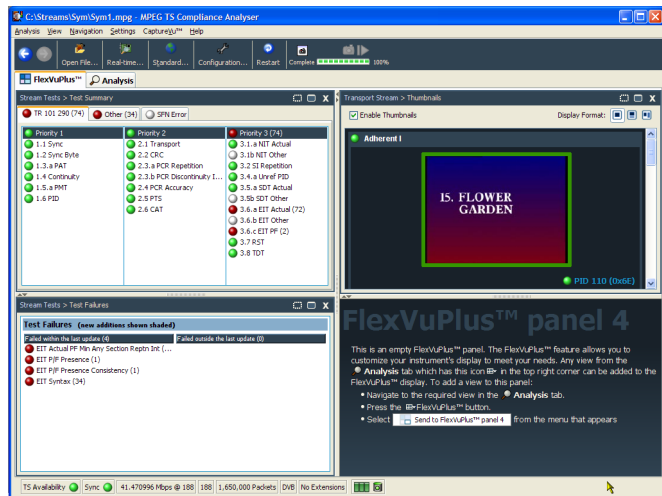 C:\Streams\Sym\Sym1.mpg - MPEG TS Compliance Analyser
Analysis View Navigation Settings CaptureVu™ Help
Open File... Real-time... Standard... Configuration... Restart Complete 100%
FlexVuPlus™ Analysis
Stream Tests > Test Summary
TR 101 290 (74) Other (34) SFN Error
Priority 1
1.1 Sync
1.2 Sync Byte
1.3.a PAT
1.4 Continuity
1.5.a PMT
1.6 PID
Priority 2
2.1 Transport
2.2 CRC
2.3.a PCR Repetition
2.3.b PCR Discontinuity I...
2.4 PCR Accuracy
2.5 PTS
2.6 CAT
Priority 3 (74)
3.1.a NIT Actual
3.1b NIT Other
3.2 SI Repetition
3.4.a Unref PID
3.5.a SDT Actual
3.5b SDT Other
3.6.a EIT Actual (72)
3.6.b EIT Other
3.6.c EIT PF (2)
3.7 RST
3.8 TDT
Transport Stream > Thumbnails
Enable Thumbnails Display Format:
Adherent I
15. FLOWER
GARDEN
PID 110 (0x6E)
Stream Tests > Test Failures
Test Failures (new additions shown shaded)
Failed within the last update (4) Failed outside the last update (0)
EIT Actual PF Min Any Section Reptn Int (...
EIT P/F Presence (1)
EIT P/F Presence Consistency (1)
EIT Syntax (34)
FlexVuPlus™ panel 4
This is an empty FlexVuPlus™ panel. The FlexVuPlus™ feature allows you to
customize your instrument's display to meet your needs. Any view from the
Analysis tab which has this icon in the top right corner can be added to the
FlexVuPlus™ display. To add a view to this panel:
• Navigate to the required view in the Analysis tab.
• Press the FlexVuPlus™ button.
• Select Send to FlexVuPlus™ panel 4 from the menu that appears
TS Availability Sync 41.470996 Mbps @ 188 188 1,650,000 Packets DVB No Extensions